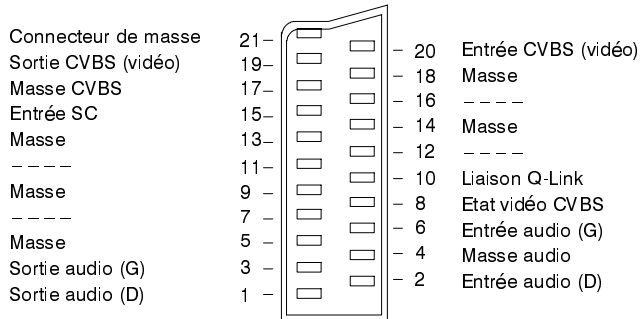 Connecteur de masse 21 –
Sortie CVBS (vidéo) 19 –
Masse CVBS 17 –
Entrée SC 15 –
Masse 13 –
– – – – 11 –
Masse 9 –
– – – – 7 –
Masse 5 –
Sortie audio (G) 3 –
Sortie audio (D) 1 –
– 20 Entrée CVBS (vidéo)
– 18 Masse
– 16 – – – –
– 14 Masse
– 12 – – – –
– 10 Liaison Q-Link
– 8 Etat vidéo CVBS
– 6 Entrée audio (G)
– 4 Masse audio
– 2 Entrée audio (D)